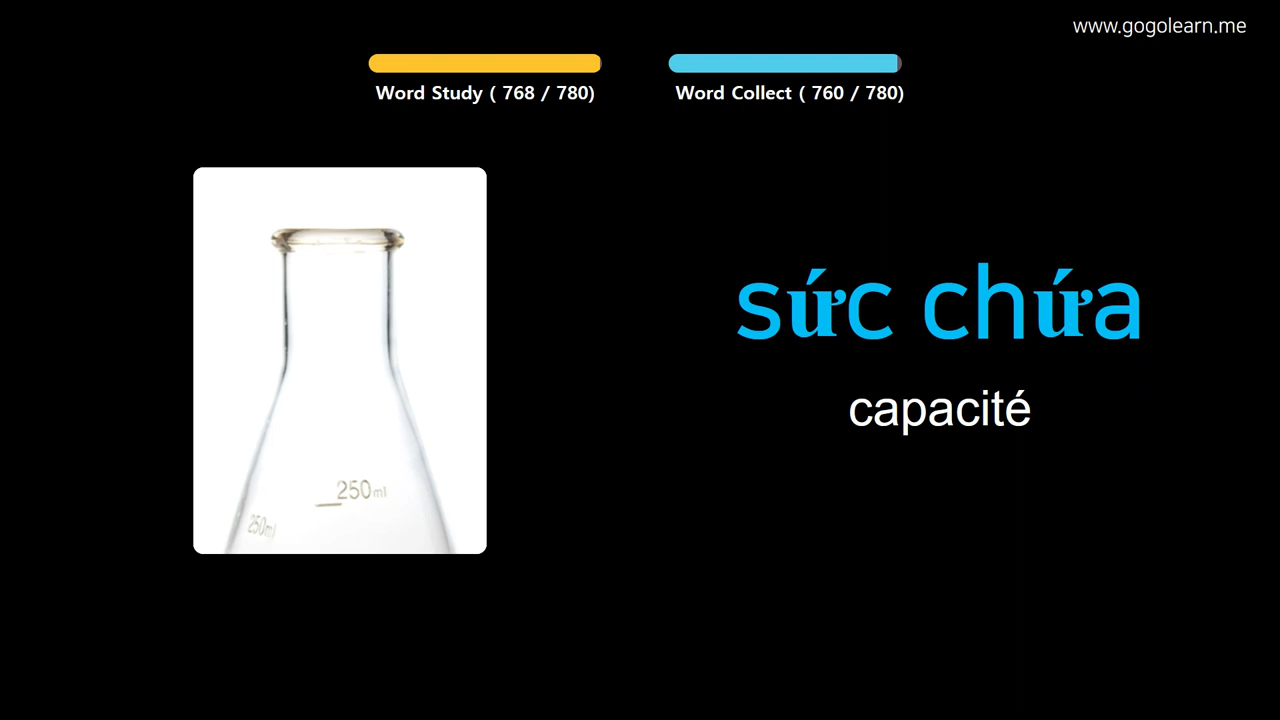 www.gogolearn.me
Word Study ( 768 / 780)
Word Collect ( 760 / 780)
sức chứa
capacité
250ml
250ml